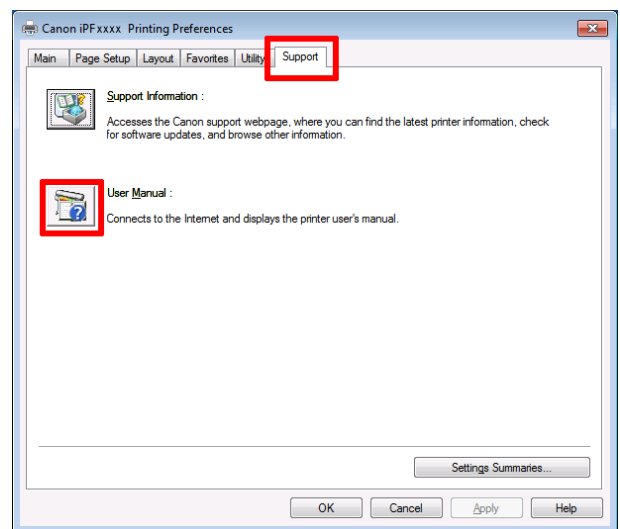 Canon iPFxxxx Printing Preferences
Main Page Setup Layout Favorites Utility Support
Support Information :
Accesses the Canon support webpage, where you can find the latest printer information, check
for software updates, and browse other information.
User Manual :
Connects to the Internet and displays the printer user's manual.
Settings Summaries...
OK Cancel Apply Help